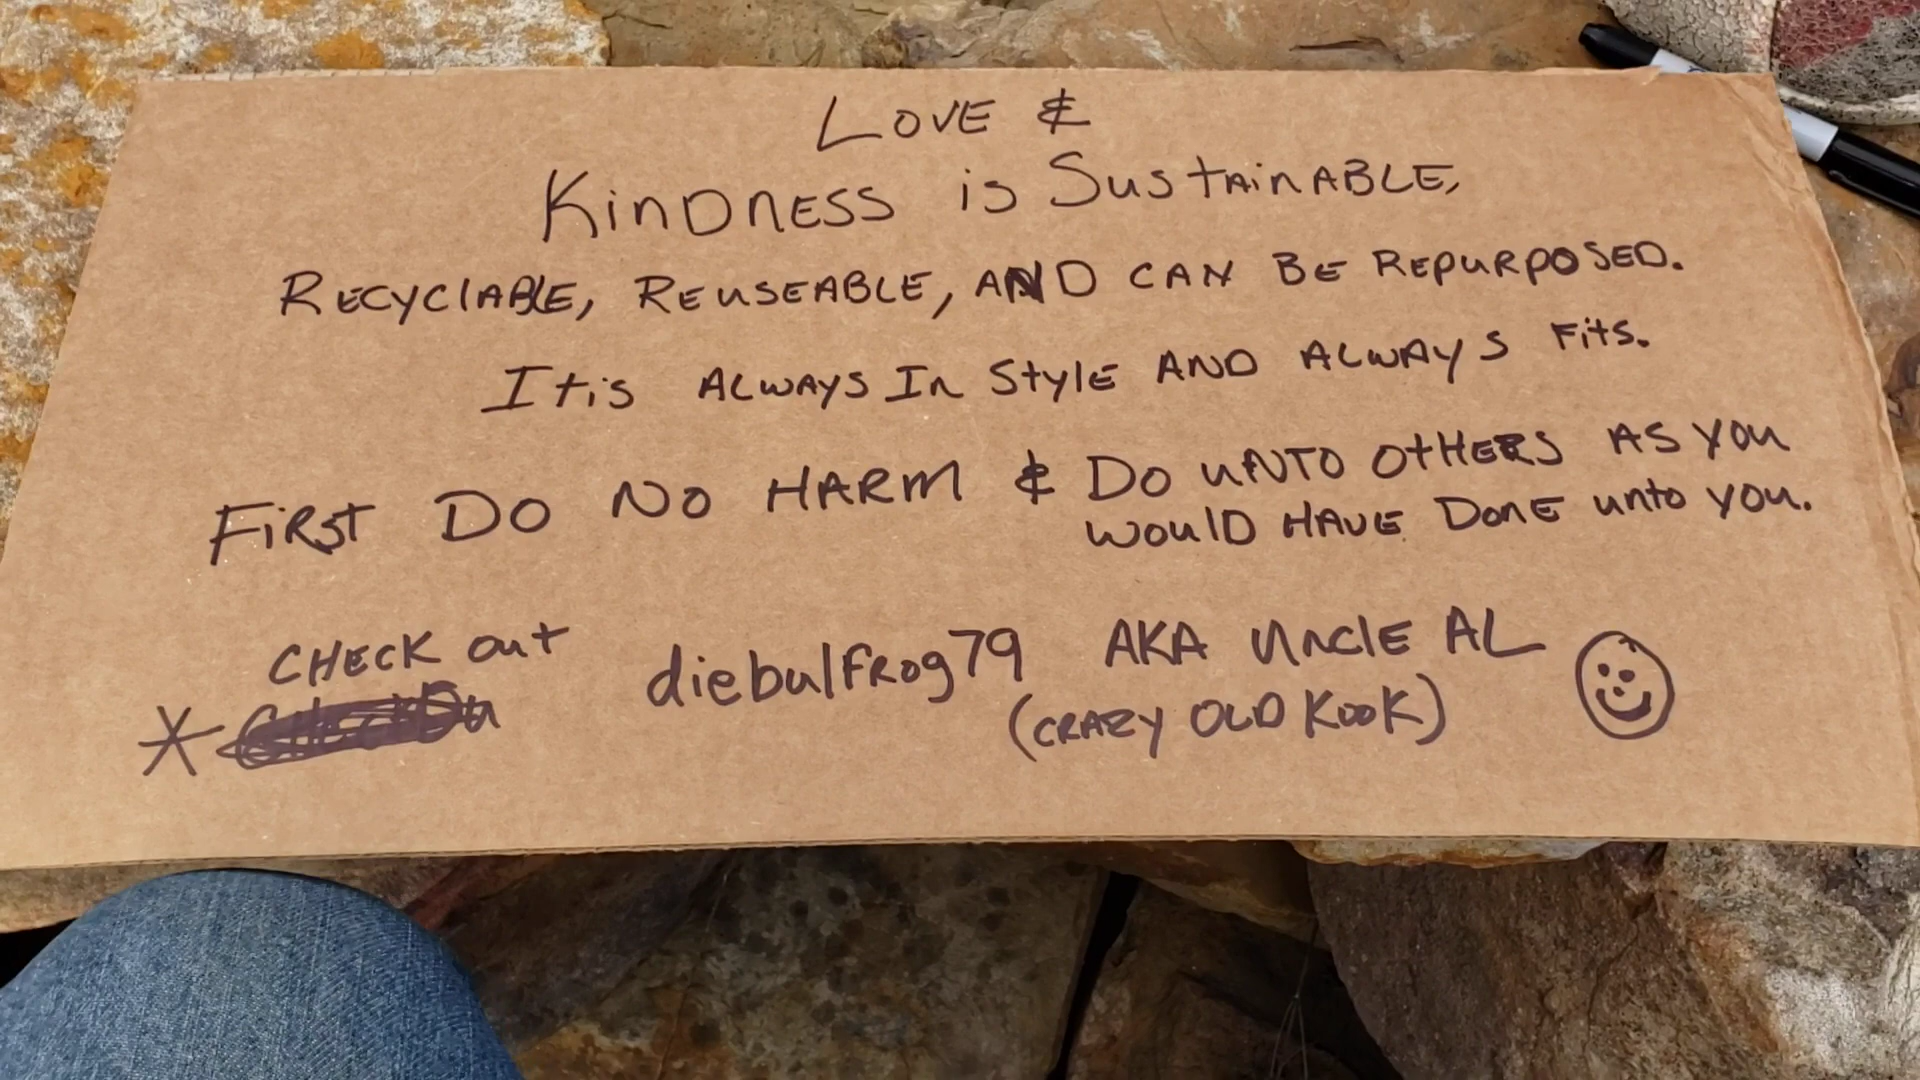 LOVE &
KinDnESS is SustAinABLE,
RECYClABLE, REUSEABLE, AND CAN BE REPURPOSED.
It is ALWAYS In StYlE AND ALWAYS Fits.
FiRSt DO NO HARM & Do uNTO OtHERS AS YOU
WOUlD HAVE DonE unto you.
CHECK out diebulfRog79 AKA UNClE AL
* (CRAZY OLD KooK)